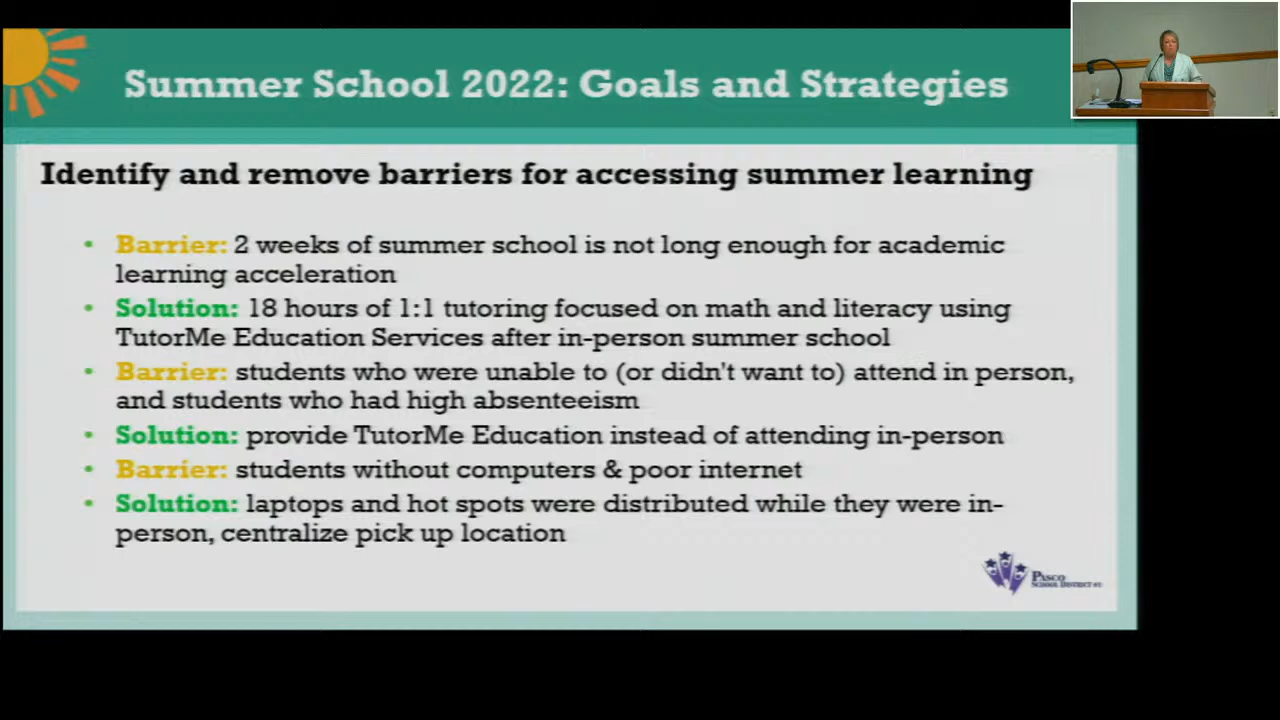 Summer School 2022: Goals and Strategies
Identify and remove barriers for accessing summer learning
• Barrier: 2 weeks of summer school is not long enough for academic
learning acceleration
• Solution: 18 hours of 1:1 tutoring focused on math and literacy using
TutorMe Education Services after in-person summer school
• Barrier: students who were unable to (or didn't want to) attend in person,
and students who had high absenteeism
• Solution: provide TutorMe Education instead of attending in-person
• Barrier: students without computers & poor internet
• Solution: laptops and hot spots were distributed while they were in-
person, centralize pick up location
Pasco
School District #1